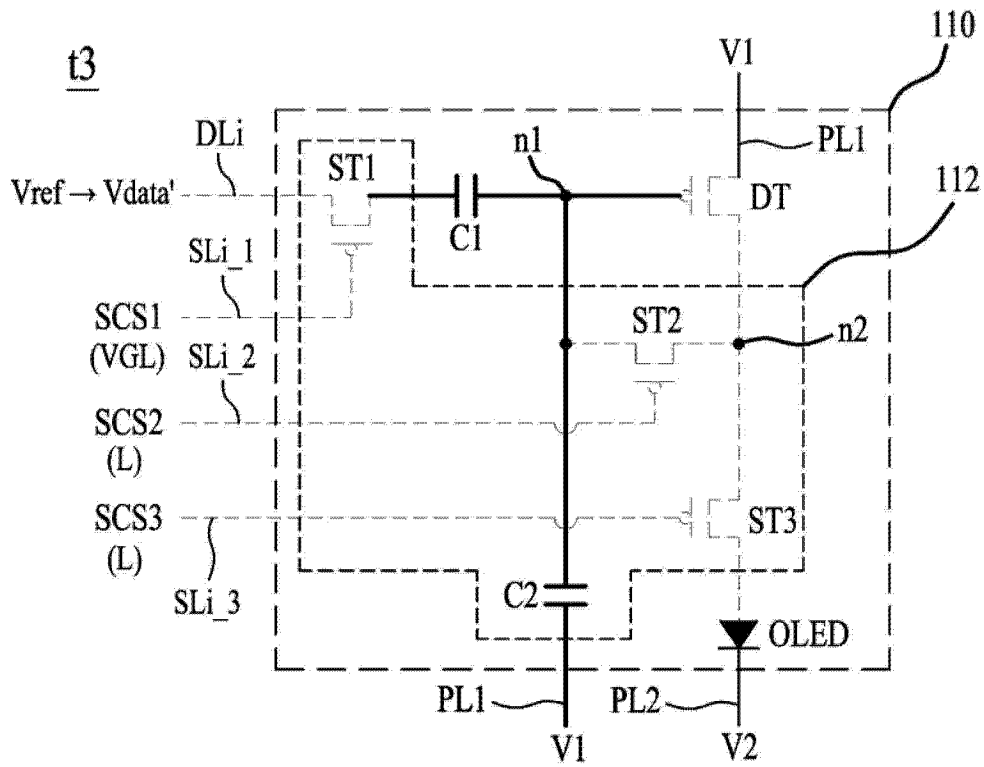 110
t3
V1
DLi
n1
PL1
ST1
DT
112
Vref → Vdata'
C1
SLi_1
SCS1
(VGL)
ST2
n2
SLi_2
SCS2
(L)
SCS3
(L)
ST3
SLi_3
C2
OLED
PL1
PL2
V1
V2